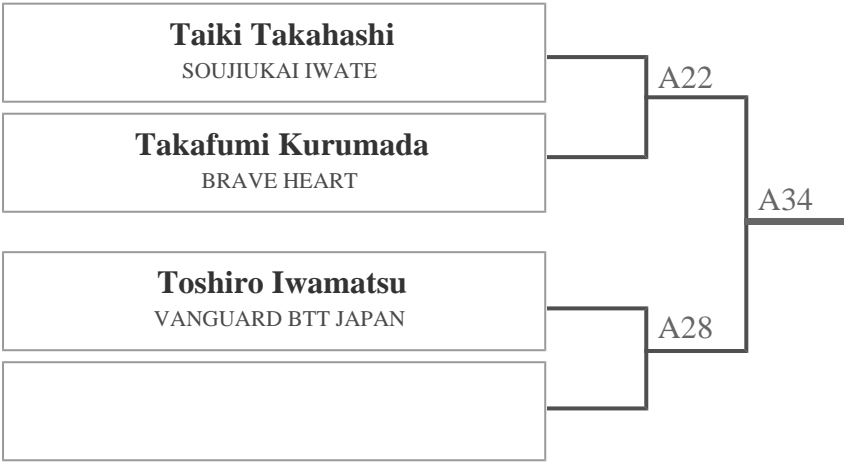 Taiki Takahashi
SOUJIUKAI IWATE
A22
Takafumi Kurumada
BRAVE HEART
A34
Toshiro Iwamatsu
VANGUARD BTT JAPAN
A28